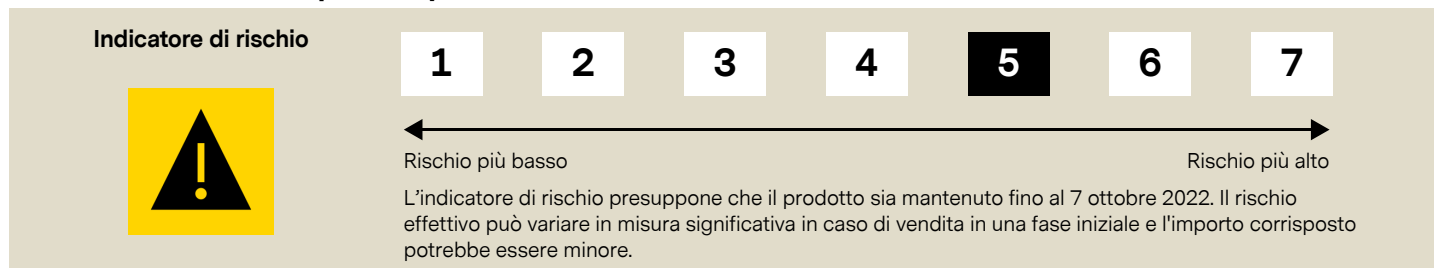 Indicatore di rischio
1 2 3 4 5 6 7
Rischio più basso Rischio più alto
L'indicatore di rischio presuppone che il prodotto sia mantenuto fino al 7 ottobre 2022. Il rischio
effettivo può variare in misura significativa in caso di vendita in una fase iniziale e l'importo corrisposto
potrebbe essere minore.